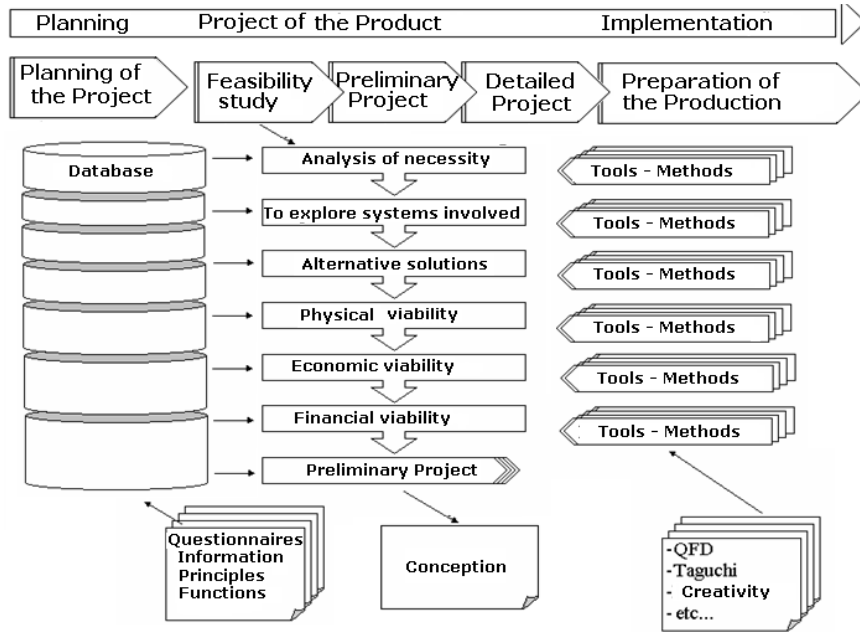 Planning Project of the Product Implementation
Planning of
the Project
Feasibility
study
Preliminary
Project
Detailed
Project
Preparation of
the Production
Database
Analysis of necessity
Tools - Methods
To explore systems involved
Tools - Methods
Alternative solutions
Tools - Methods
Physical viability
Tools - Methods
Economic viability
Tools - Methods
Financial viability
Tools - Methods
Preliminary Project
Questionnaires
Information
Principles
Functions
Conception
-QFD
-Taguchi
- Creativity
- etc...